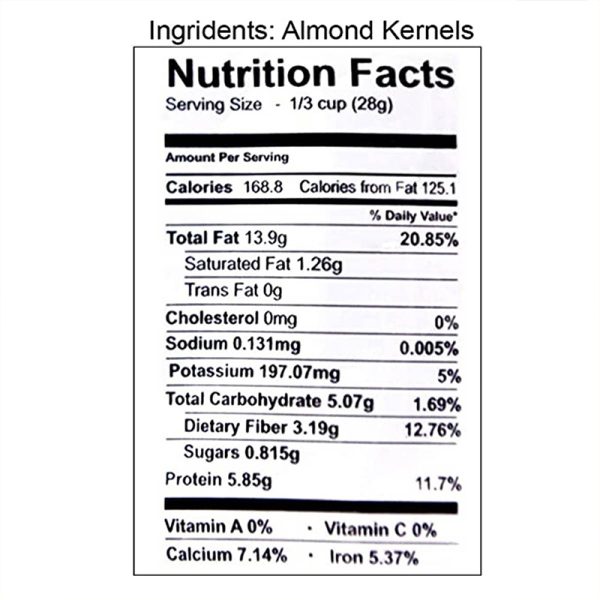 Ingridents: Almond Kernels
Nutrition Facts
Serving Size - 1/3 cup (28g)
Amount Per Serving
Calories 168.8 Calories from Fat 125.1
% Daily Value*
Total Fat 13.9g 20.85%
Saturated Fat 1.26g
Trans Fat 0g
Cholesterol 0mg 0%
Sodium 0.131mg 0.005%
Potassium 197.07mg 5%
Total Carbohydrate 5.07g 1.69%
Dietary Fiber 3.19g 12.76%
Sugars 0.815g
Protein 5.85g 11.7%
Vitamin A 0% · Vitamin C 0%
Calcium 7.14% · Iron 5.37%